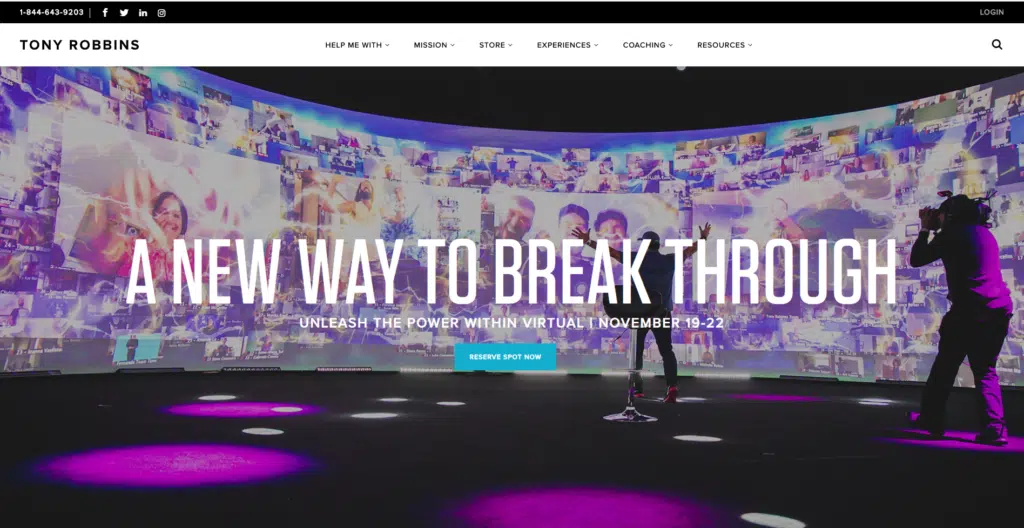 1-844-643-9203 |
LOGIN
TONY ROBBINS
HELP ME WITH
MISSION
STORE
EXPERIENCES
COACHING
RESOURCES
A NEW WAY TO BREAK THROUGH
UNLEASH THE POWER WITHIN VIRTUAL | NOVEMBER 19-22
RESERVE SPOT NOW